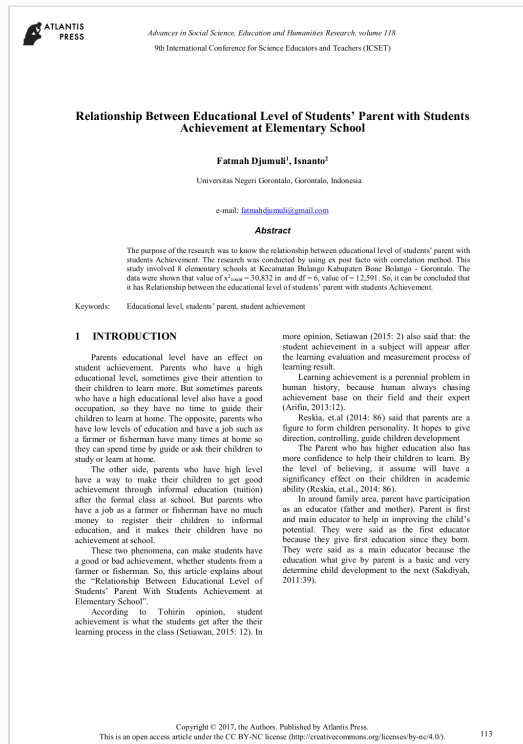 ATLANTIS
PRESS
Advances in Social Science, Education and Humanities Research, volume 118
9th International Conference for Science Educators and Teachers (ICSET)
Relationship Between Educational Level of Students' Parent with Students
Achievement at Elementary School
Fatmah Djumuli¹, Isnanto²
Universitas Negeri Gorontalo, Gorontalo, Indonesia
e-mail: fatmahdjumuli@gmail.com
Abstract
The purpose of the research was to know the relationship between educational level of students' parent with
students Achievement. The research was conducted by using ex post facto with correlation method. This
study involved 8 elementary schools at Kecamatan Bulango Kabupaten Bone Bolango - Gorontalo. The
data were shown that value of x²count = 30,832 in and df = 6, value of = 12,591. So, it can be concluded that
it has Relationship between the educational level of students' parent with students Achievement.
Keywords: Educational level, students' parent, student achievement
1 INTRODUCTION
Parents educational level have an effect on
student achievement. Parents who have a high
educational level, sometimes give their attention to
their children to learn more. But sometimes parents
who have a high educational level also have a good
occupation, so they have no time to guide their
children to learn at home. The opposite, parents who
have low levels of education and have a job such as
a farmer or fisherman have many times at home so
they can spend time by guide or ask their children to
study or learn at home.
The other side, parents who have high level
have a way to make their children to get good
achievement through informal education (tuition)
after the formal class at school. But parents who
have a job as a farmer or fisherman have no much
money to register their children to informal
education, and it makes their children have no
achievement at school.
These two phenomena, can make students have
a good or bad achievement, whether students from a
farmer or fisherman. So, this article explains about
the “Relationship Between Educational Level of
Students' Parent With Students Achievement at
Elementary School”.
According to Tohirin opinion, student
achievement is what the students get after the their
learning process in the class (Setiawan, 2015: 12). In
more opinion, Setiawan (2015: 2) also said that: the
student achievement in a subject will appear after
the learning evaluation and measurement process of
learning result.
Learning achievement is a perennial problem in
human history, because human always chasing
achievement base on their field and their expert
(Arifin, 2013:12).
Reskia, et.al (2014: 86) said that parents are a
figure to form children personality. It hopes to give
direction, controlling, guide children development
The Parent who has higher education also has
more confidence to help their children to learn. By
the level of believing, it assume will have a
significancy effect on their children in academic
ability (Reskia, et.al., 2014: 86).
In around family area, parent have participation
as an educator (father and mother). Parent is first
and main educator to help in improving the child's
potential. They were said as the first educator
because they give first education since they born.
They were said as a main educator because the
education what give by parent is a basic and very
determine child development to the next (Sakdiyah,
2011:39).
Copyright © 2017, the Authors. Published by Atlantis Press.
This is an open access article under the CC BY-NC license (http://creativecommons.org/licenses/by-nc/4.0/).
113